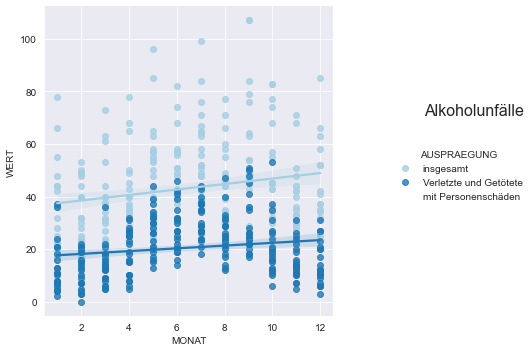 Alkoholunfälle
AUSPRAEGUNG
insgesamt
Verletzte und Getötete
mit Personenschäden
WERT
100
80
60
40
20
0
2
4
6
8
10
12
MONAT